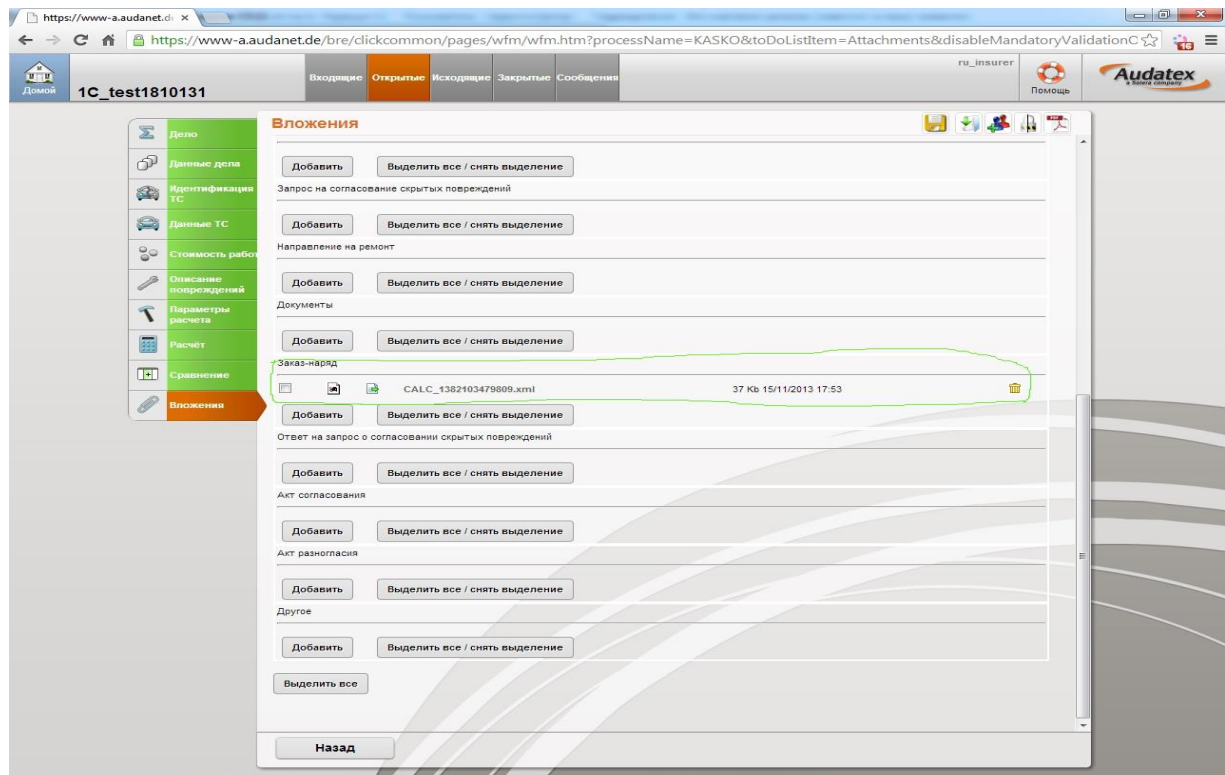 https://www-a.audanet.d
https://www-a.audanet.de/bre/clickcommon/pages/wfm/wfm.htm?processName=KASKO&toDoListItem=Attachments&disableMandatoryValidationC
16
Домой
1C_test1810131
Входящие Открытые Исходящие Закрытые Сообщения
ru_insurer
Помощь
Audatex
a Solera company
Вложения
PDF
Дело
Данные дела
Идентификация ТС
Данные ТС
Стоимость работ
Описание повреждений
Параметры расчета
Расчёт
Сравнение
Вложения
Добавить Выделить все / снять выделение
Запрос на согласование скрытых повреждений
Добавить Выделить все / снять выделение
Направление на ремонт
Добавить Выделить все / снять выделение
Документы
Добавить Выделить все / снять выделение
Заказ-наряд
CALC_1382103479809.xml 37 Kb 15/11/2013 17:53
Добавить Выделить все / снять выделение
Ответ на запрос о согласовании скрытых повреждений
Добавить Выделить все / снять выделение
Акт согласования
Добавить Выделить все / снять выделение
Акт разногласия
Добавить Выделить все / снять выделение
Другое
Добавить Выделить все / снять выделение
Выделить все
Назад